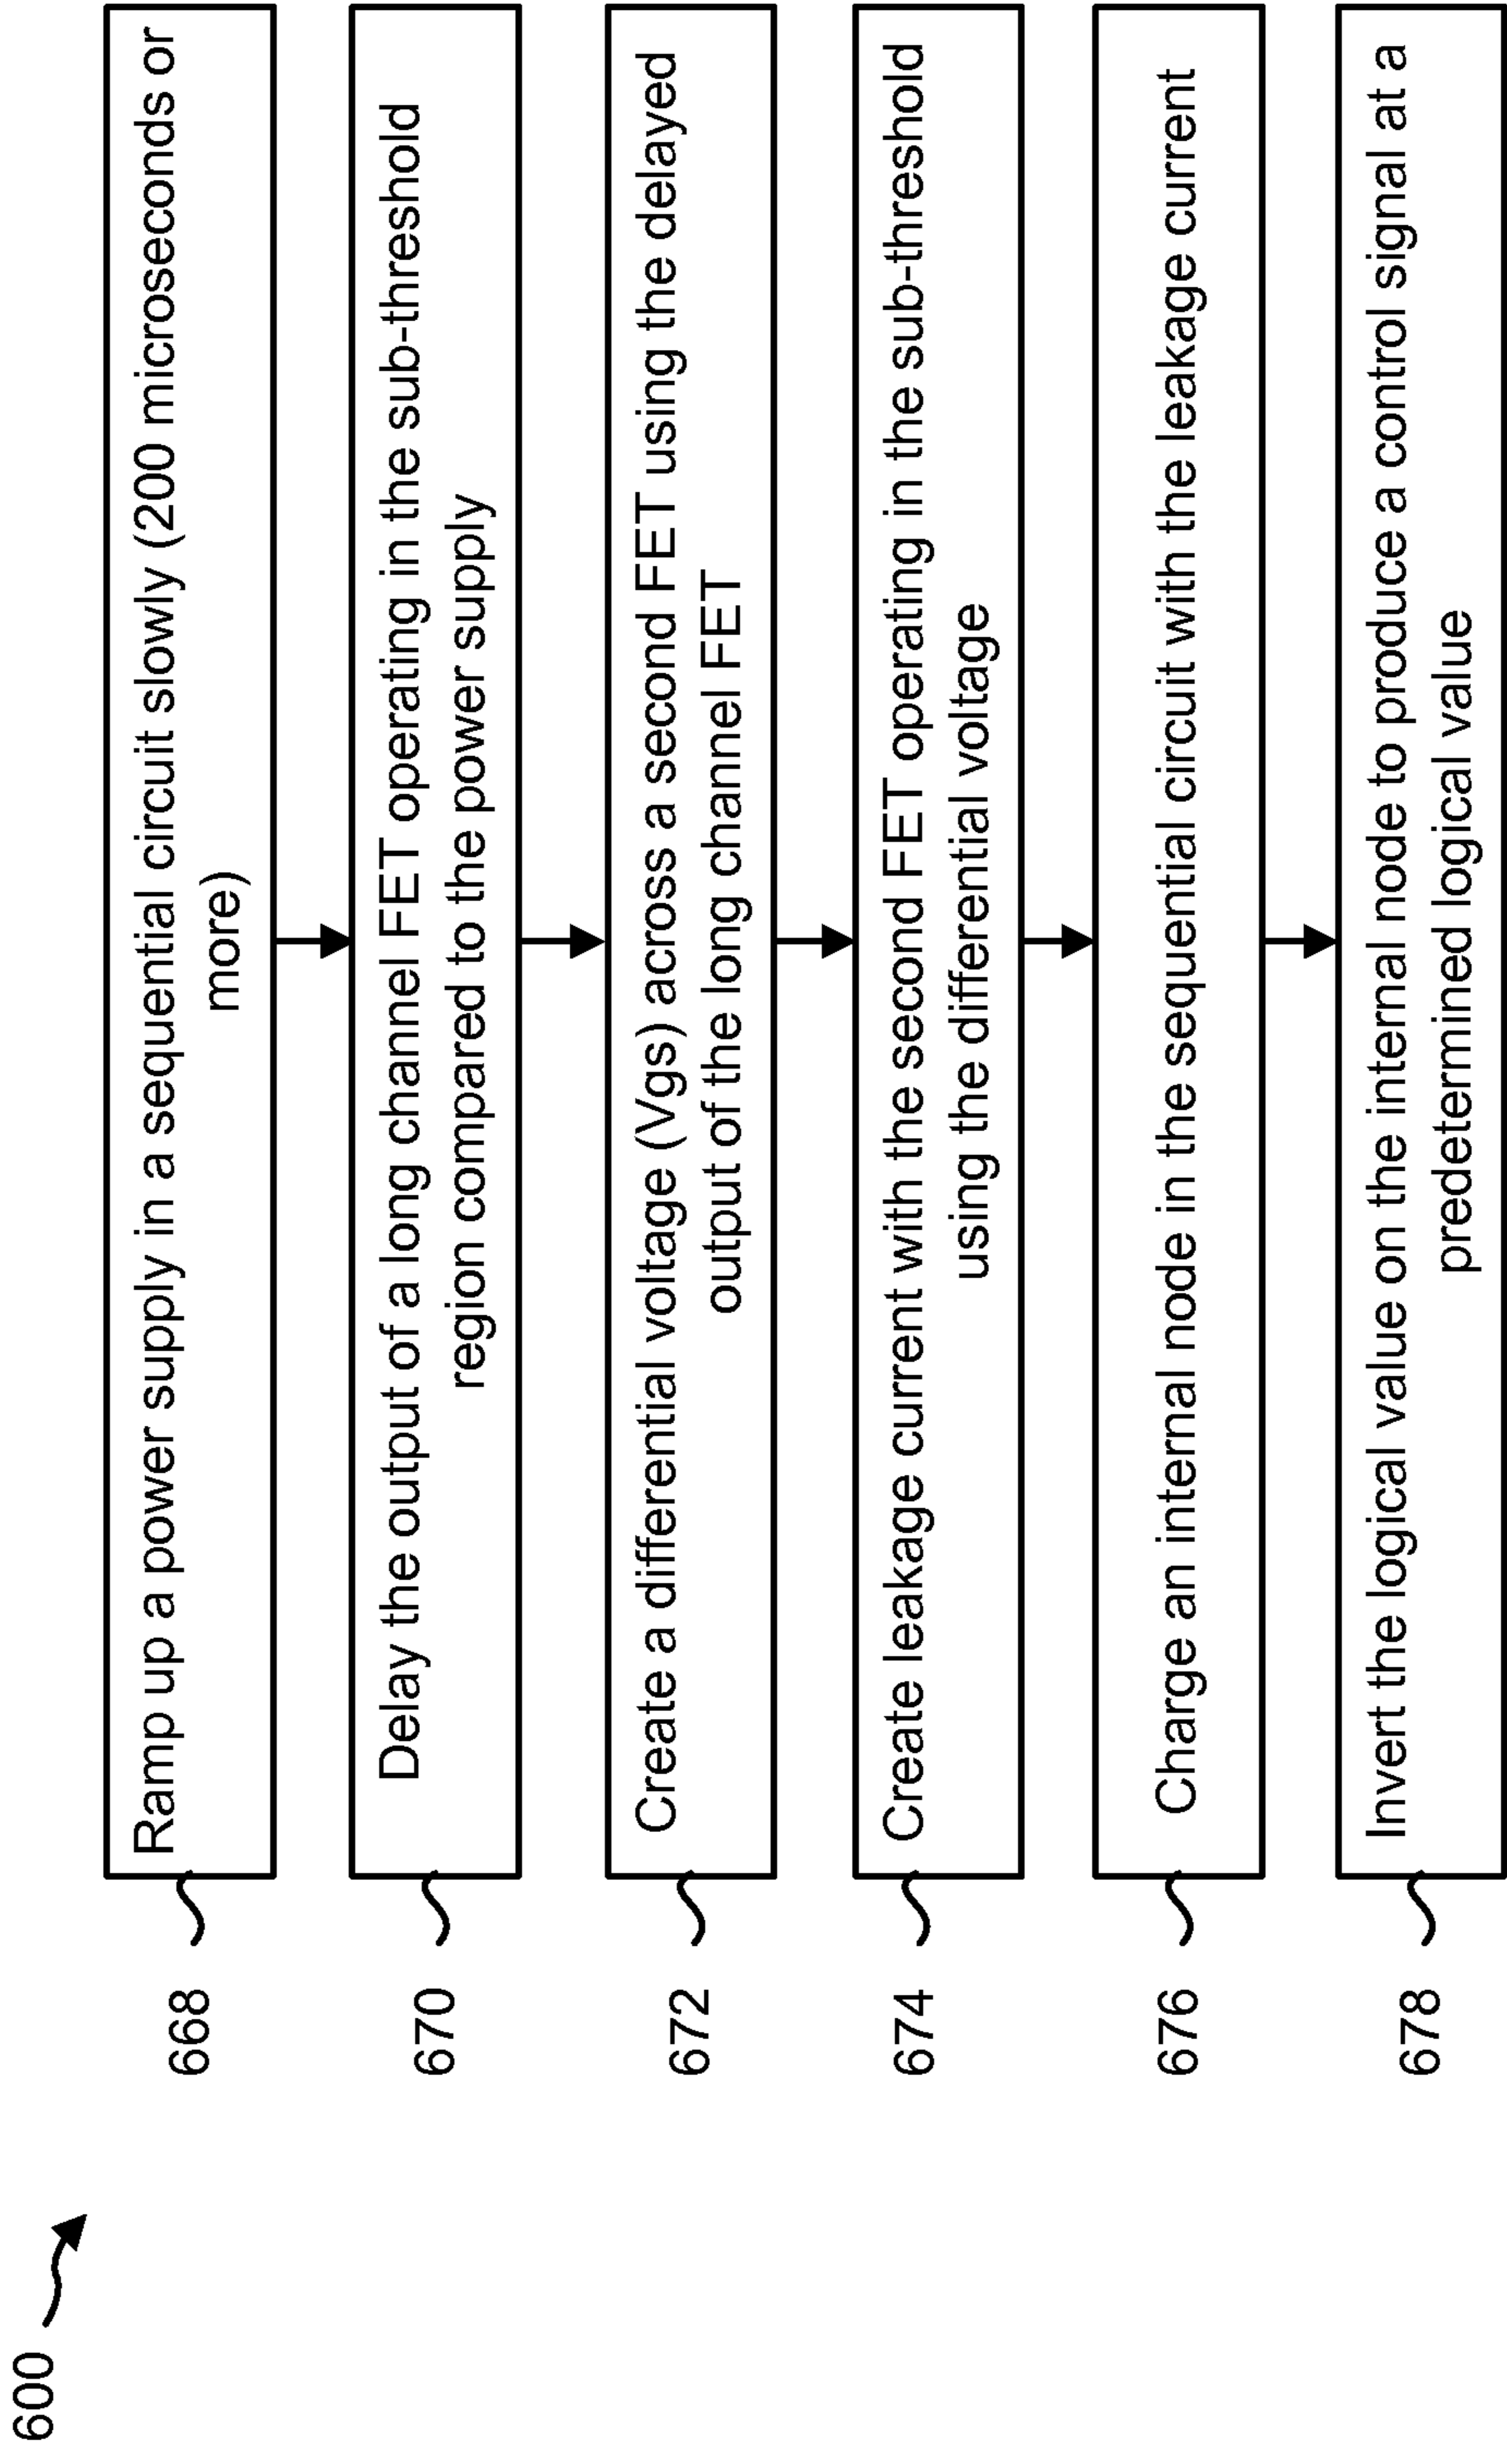 600
668
Ramp up a power supply in a sequential circuit slowly (200 microseconds or
more)
670
Delay the output of a long channel FET operating in the sub-threshold
region compared to the power supply
672
Create a differential voltage (Vgs) across a second FET using the delayed
output of the long channel FET
674
Create leakage current with the second FET operating in the sub-threshold
using the differential voltage
676
Charge an internal node in the sequential circuit with the leakage current
678
Invert the logical value on the internal node to produce a control signal at a
predetermined logical value